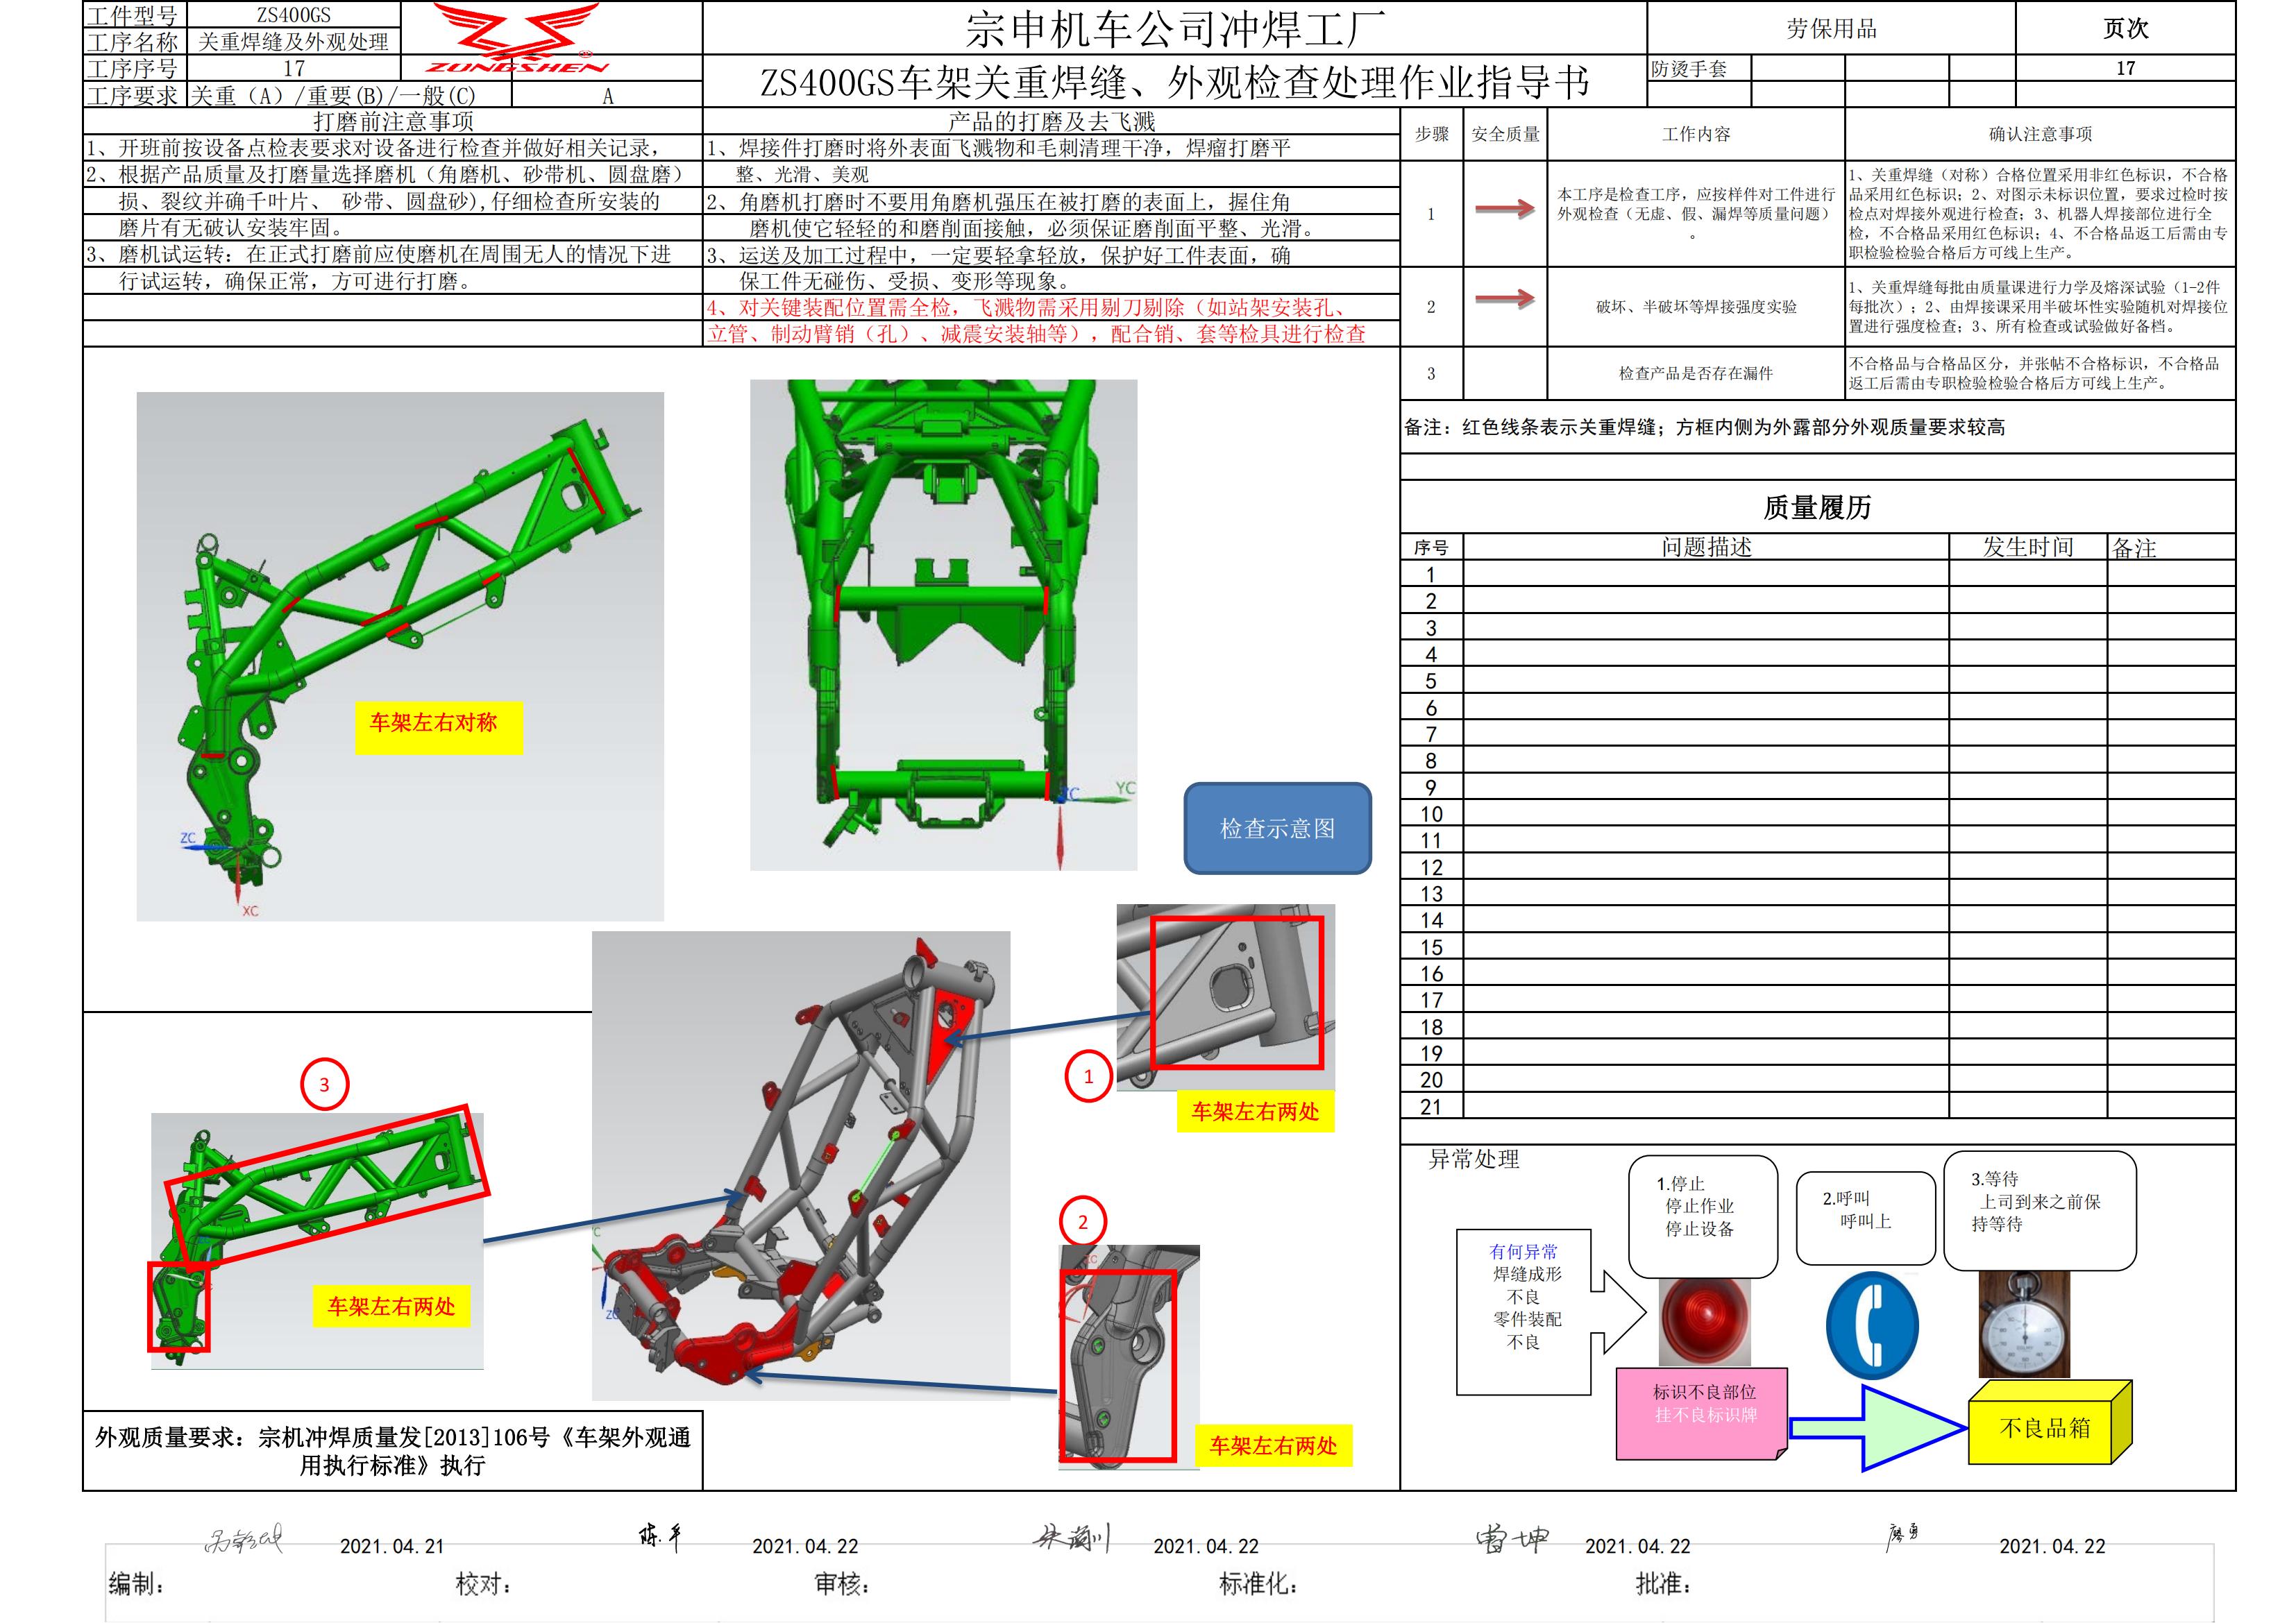 工件型号 ZS400GS
工序名称 关重焊缝及外观处理
工序序号 17
工序要求 关重（A）/重要(B)/一般(C) A
ZUNGSHEN
®
宗申机车公司冲焊工厂
ZS400GS车架关重焊缝、外观检查处理作业指导书
劳保用品 页次
防烫手套 17
打磨前注意事项
1、开班前按设备点检表要求对设备进行检查并做好相关记录，
2、根据产品质量及打磨量选择磨机（角磨机、砂带机、圆盘磨）
损、裂纹并确千叶片、 砂带、圆盘砂),仔细检查所安装的
磨片有无破认安装牢固。
3、磨机试运转：在正式打磨前应使磨机在周围无人的情况下进
行试运转，确保正常，方可进行打磨。
产品的打磨及去飞溅
1、焊接件打磨时将外表面飞溅物和毛刺清理干净，焊瘤打磨平
整、光滑、美观
2、角磨机打磨时不要用角磨机强压在被打磨的表面上，握住角
磨机使它轻轻的和磨削面接触，必须保证磨削面平整、光滑。
3、运送及加工过程中，一定要轻拿轻放，保护好工件表面，确
保工件无碰伤、受损、变形等现象。
4、对关键装配位置需全检，飞溅物需采用剔刀剔除（如站架安装孔、
立管、制动臂销（孔）、减震安装轴等），配合销、套等检具进行检查
步骤 安全质量 工作内容 确认注意事项
1
本工序是检查工序，应按样件对工件进行
外观检查（无虚、假、漏焊等质量问题）
。
1、关重焊缝（对称）合格位置采用非红色标识，不合格
品采用红色标识；2、对图示未标识位置，要求过检时按
检点对焊接外观进行检查；3、机器人焊接部位进行全
检，不合格品采用红色标识；4、不合格品返工后需由专
职检验检验合格后方可线上生产。
2
破坏、半破坏等焊接强度实验
1、关重焊缝每批由质量课进行力学及熔深试验（1-2件
每批次）；2、由焊接课采用半破坏性实验随机对焊接位
置进行强度检查；3、所有检查或试验做好备档。
3
检查产品是否存在漏件
不合格品与合格品区分，并张帖不合格标识，不合格品
返工后需由专职检验检验合格后方可线上生产。
备注：红色线条表示关重焊缝；方框内侧为外露部分外观质量要求较高
质量履历
序号 问题描述 发生时间 备注
1
2
3
4
5
6
7
8
9
10
11
12
13
14
15
16
17
18
19
20
21
车架左右对称
ZC
XC
ZC
YC
检查示意图
1
车架左右两处
2
车架左右两处
3
车架左右两处
外观质量要求：宗机冲焊质量发[2013]106号《车架外观通
用执行标准》执行
异常处理
有何异常
焊缝成形
不良
零件装配
不良
1.停止
停止作业
停止设备
2.呼叫
呼叫上
3.等待
上司到来之前保
持等待
标识不良部位
挂不良标识牌
不良品箱
2021.04.21 陈平 2021.04.22 2021.04.22 雷坤 2021.04.22 廖勇 2021.04.22
编制： 校对： 审核： 标准化： 批准：